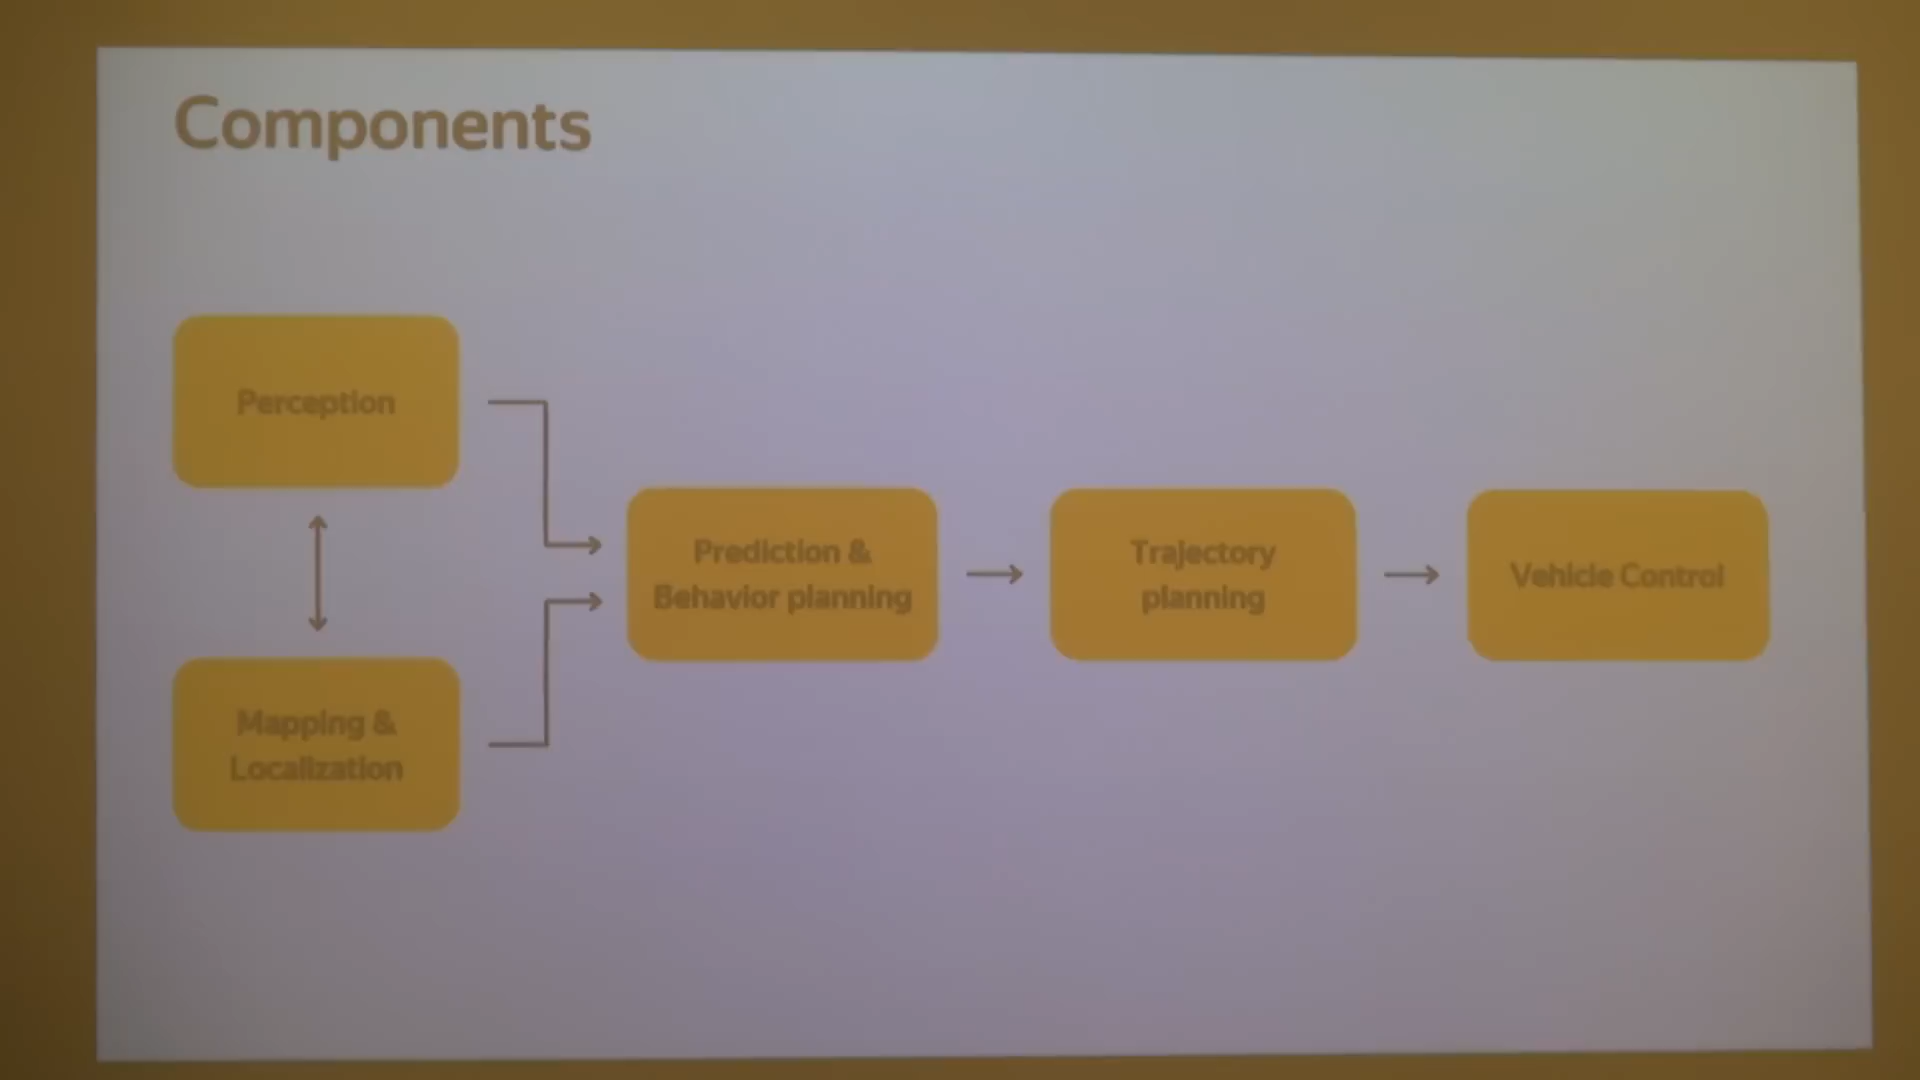 Components
Perception
Mapping &
Localization
Prediction &
Behavior planning
Trajectory
planning
Vehicle Control